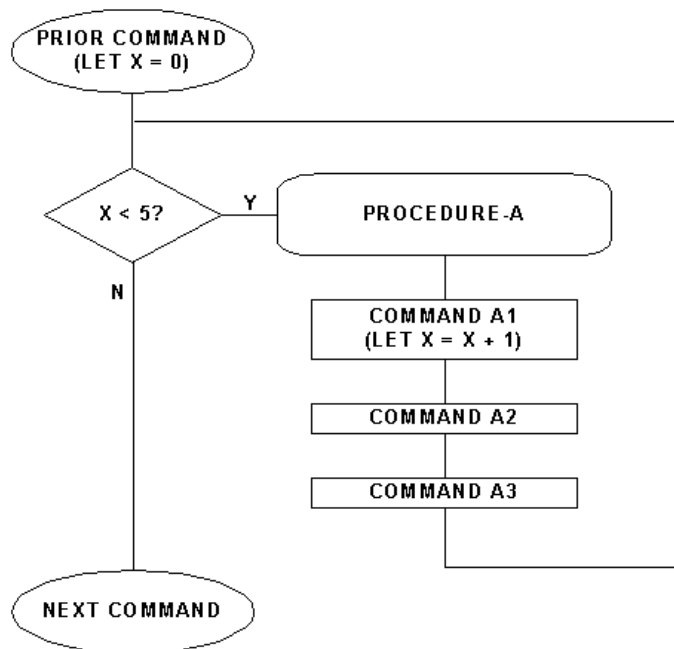 PRIOR COMMAND
(LET X = 0)
X < 5?
Y
N
PROCEDURE-A
COMMAND A1
(LET X = X + 1)
COMMAND A2
COMMAND A3
NEXT COMMAND